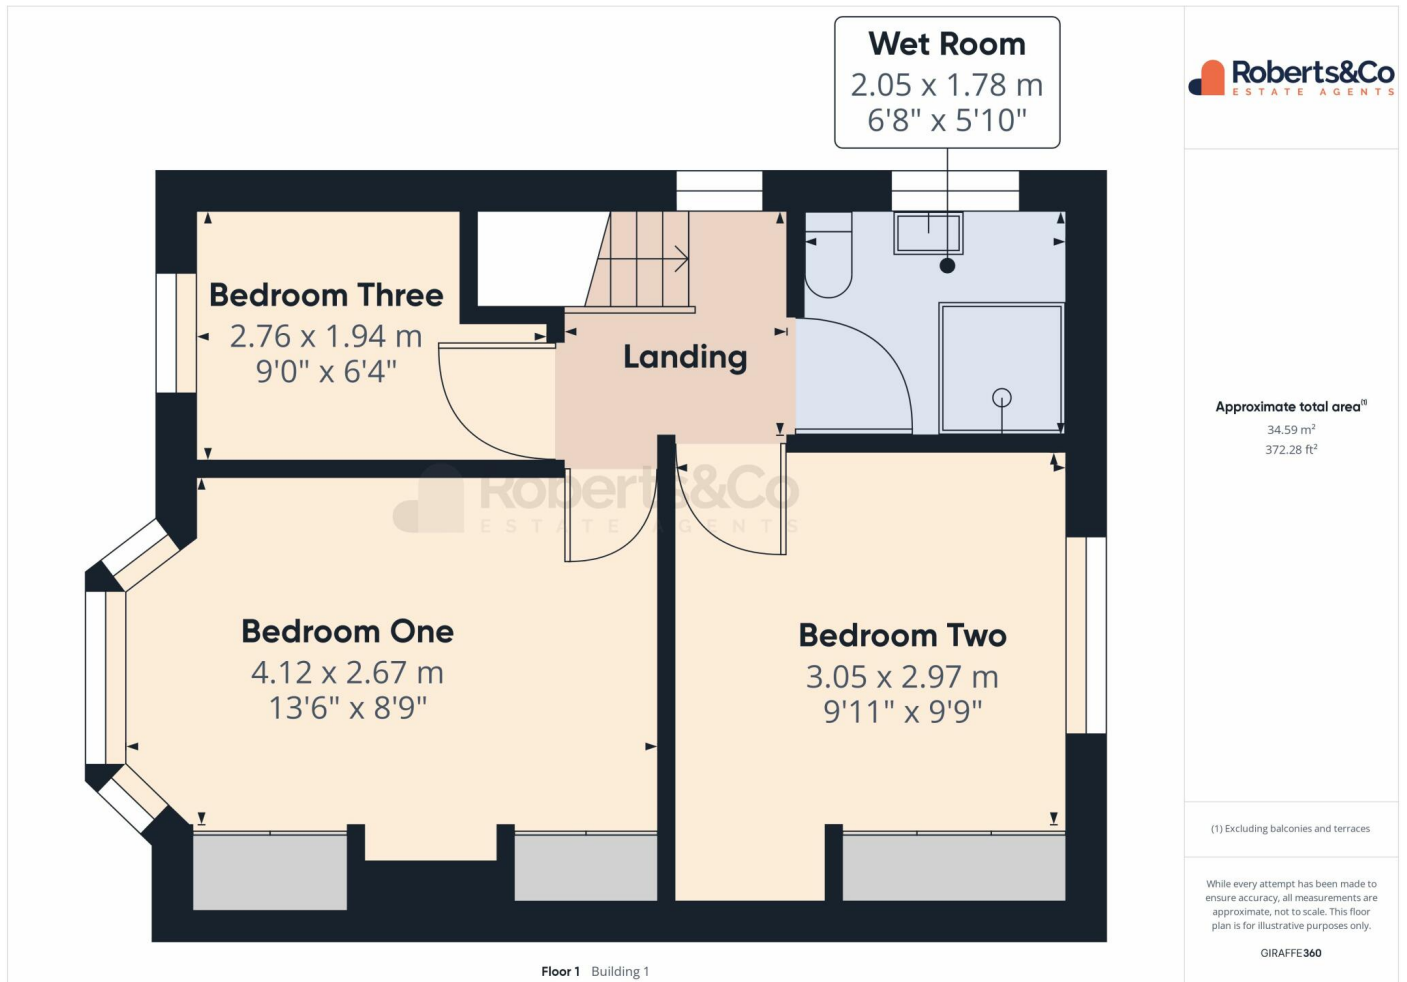 Wet Room
2.05 x 1.78 m
6'8" x 5'10"
Bedroom Three
2.76 x 1.94 m
9'0" x 6'4"
Landing
Roberts&Co
ESTATE AGENTS
Bedroom One
4.12 x 2.67 m
13'6" x 8'9"
Bedroom Two
3.05 x 2.97 m
9'11" x 9'9"
Floor 1 Building 1
Roberts&Co
ESTATE AGENTS
Approximate total area(1)
34.59 m²
372.28 ft²
(1) Excluding balconies and terraces
While every attempt has been made to
ensure accuracy, all measurements are
approximate, not to scale. This floor
plan is for illustrative purposes only.
GIRAFFE360